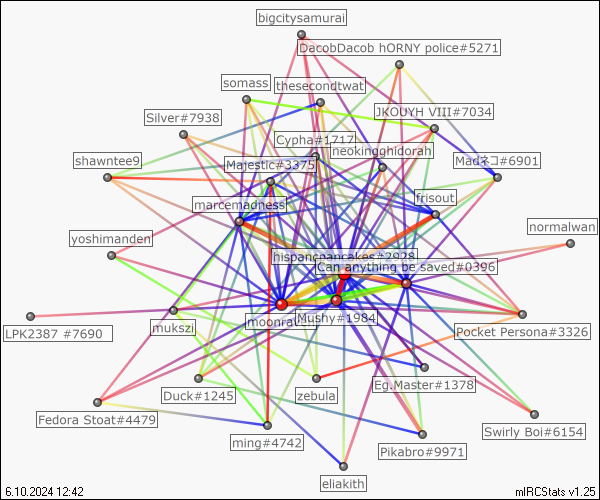 bigcitysamurai
DacobDacob hORNY police#5271
somass
thesecondtwat
Silver#7938
JKOUYH VIII#7034
Cypha#1717
neokingghidorah
shawntee9
Majestic#3375
Madネコ#6901
marcemadness
frisout
yoshimanden
normalwan
Can anything be saved#0396
Mushy#1984
LPK2387 #7690
mukszi
Pocket Persona#3326
Duck#1245
zebula
Eg.Master#1378
Fedora Stoat#4479
Swirly Boi#6154
ming#4742
Pikabro#9971
eliakith
6.10.2024 12:42
mIRCStats v1.25